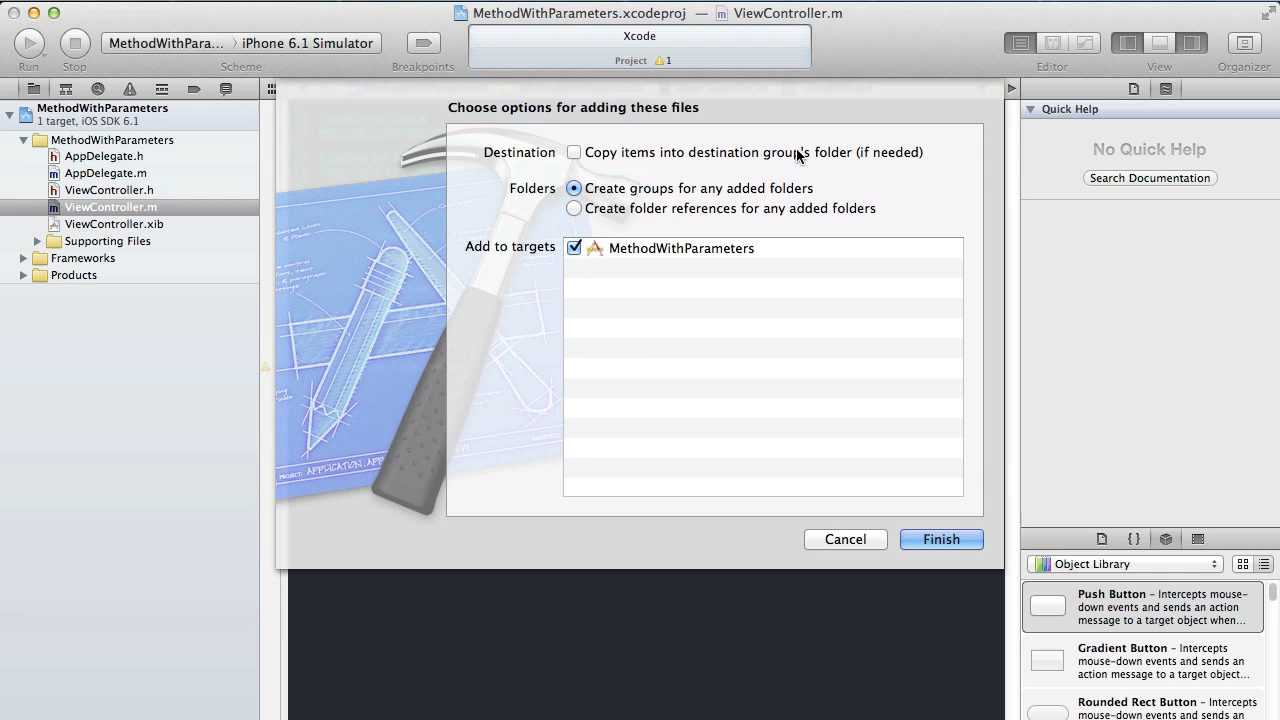 MethodWithParameters.xcodeproj — ViewController.m
MethodWithPara... 〉iPhone 6.1 Simulator
Run
Stop
Scheme
Breakpoints
Xcode
Project 1
Editor
View
Organizer
MethodWithParameters
1 target, iOS SDK 6.1
MethodWithParameters
AppDelegate.h
AppDelegate.m
ViewController.h
ViewController.m
ViewController.xib
Supporting Files
Frameworks
Products
Choose options for adding these files
Destination Copy items into destination group's folder (if needed)
Folders Create groups for any added folders
Create folder references for any added folders
Add to targets MethodWithParameters
PROJECT: APPLICATION.APP
Cancel Finish
Quick Help
No Quick Help
Search Documentation
{ }
Object Library
Push Button – Intercepts mouse-
down events and sends an action
message to a target object when...
Gradient Button – Intercepts
mouse-down events and sends an
action message to a target object...
Rounded Rect Button – Intercepts
mouse-down events and sends an